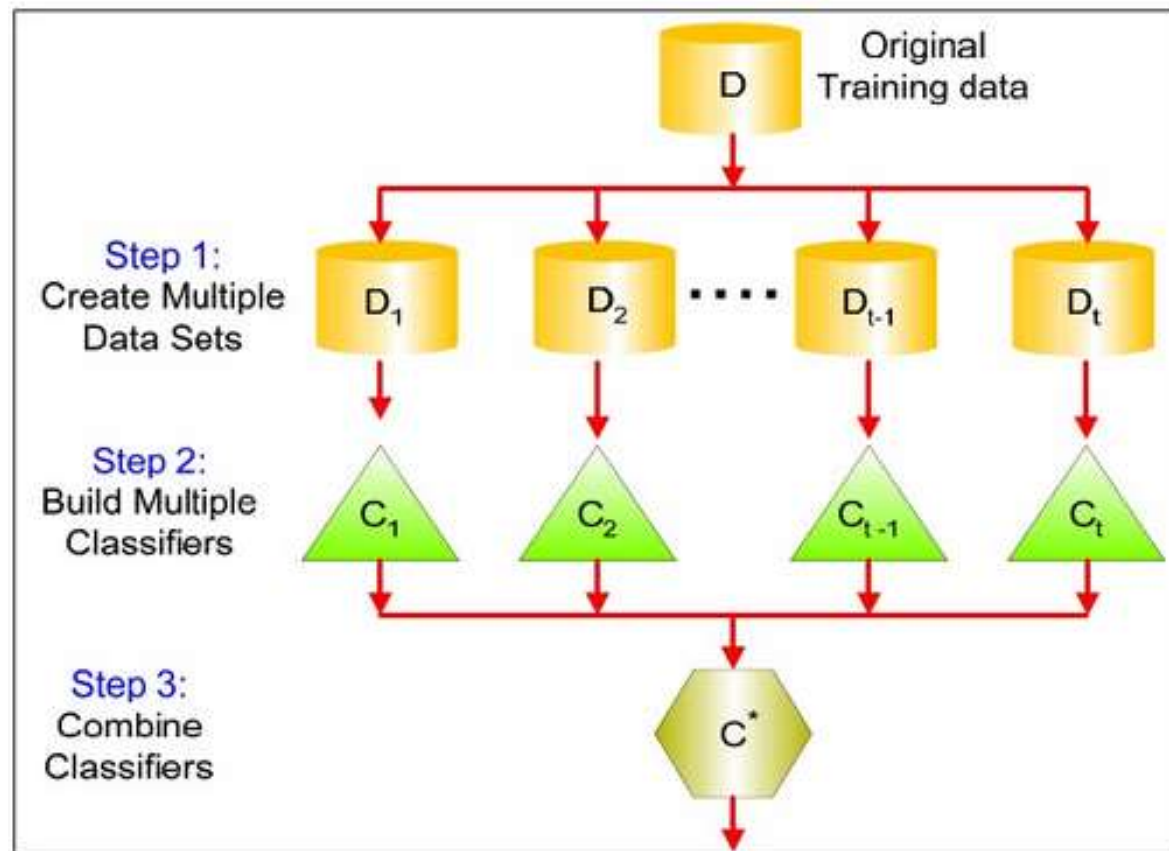 D
Original
Training data
Step 1:
Create Multiple
Data Sets
D₁
D₂
....
Dₜ₋₁
Dₜ
Step 2:
Build Multiple
Classifiers
C₁
C₂
Cₜ₋₁
Cₜ
Step 3:
Combine
Classifiers
C*